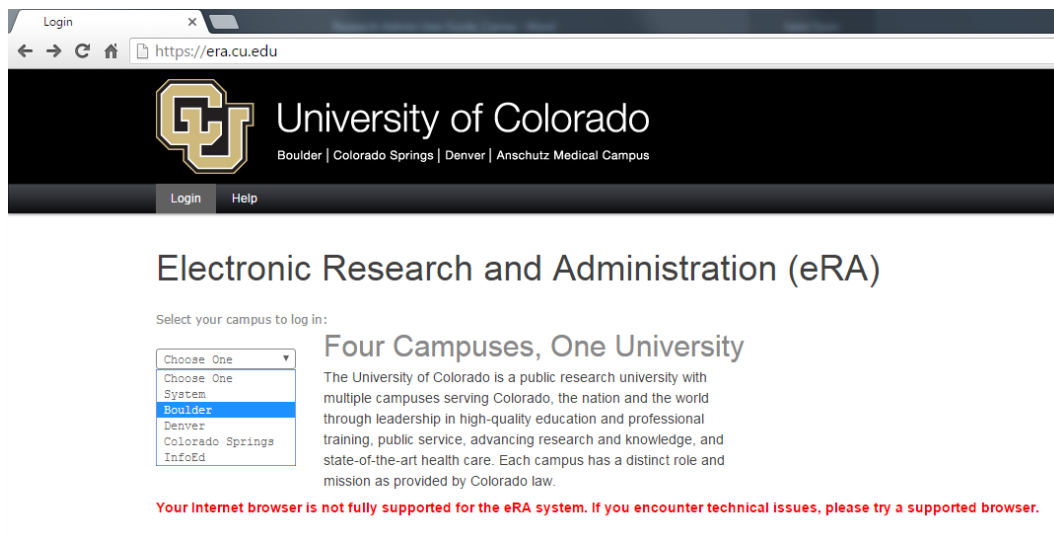 Login ×
https://era.cu.edu
CU
University of Colorado
Boulder | Colorado Springs | Denver | Anschutz Medical Campus
Login Help
Electronic Research and Administration (eRA)
Select your campus to log in:
Choose One
Choose One
System
Boulder
Denver
Colorado Springs
InfoEd
Four Campuses, One University
The University of Colorado is a public research university with
multiple campuses serving Colorado, the nation and the world
through leadership in high-quality education and professional
training, public service, advancing research and knowledge, and
state-of-the-art health care. Each campus has a distinct role and
mission as provided by Colorado law.
Your Internet browser is not fully supported for the eRA system. If you encounter technical issues, please try a supported browser.